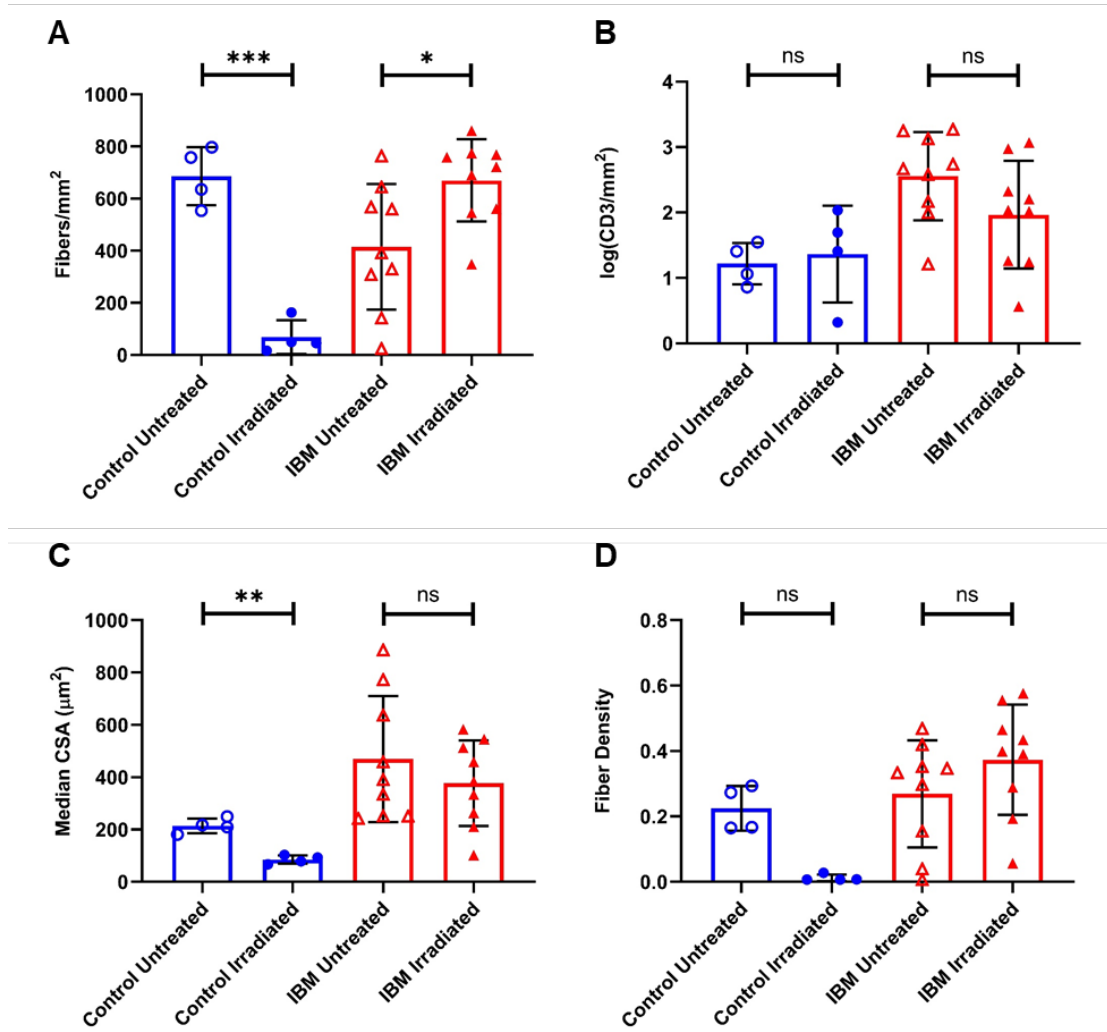 A
B
*** *
ns ns
Fibers/mm²
1000
800
600
400
200
0
Control Untreated
Control Irradiated
IBM Untreated
IBM Irradiated
log(CD3/mm²)
4
3
2
1
0
Control Untreated
Control Irradiated
IBM Untreated
IBM Irradiated
C
D
** ns
ns ns
Median CSA (μm²)
1000
800
600
400
200
0
Control Untreated
Control Irradiated
IBM Untreated
IBM Irradiated
Fiber Density
0.8
0.6
0.4
0.2
0.0
Control Untreated
Control Irradiated
IBM Untreated
IBM Irradiated